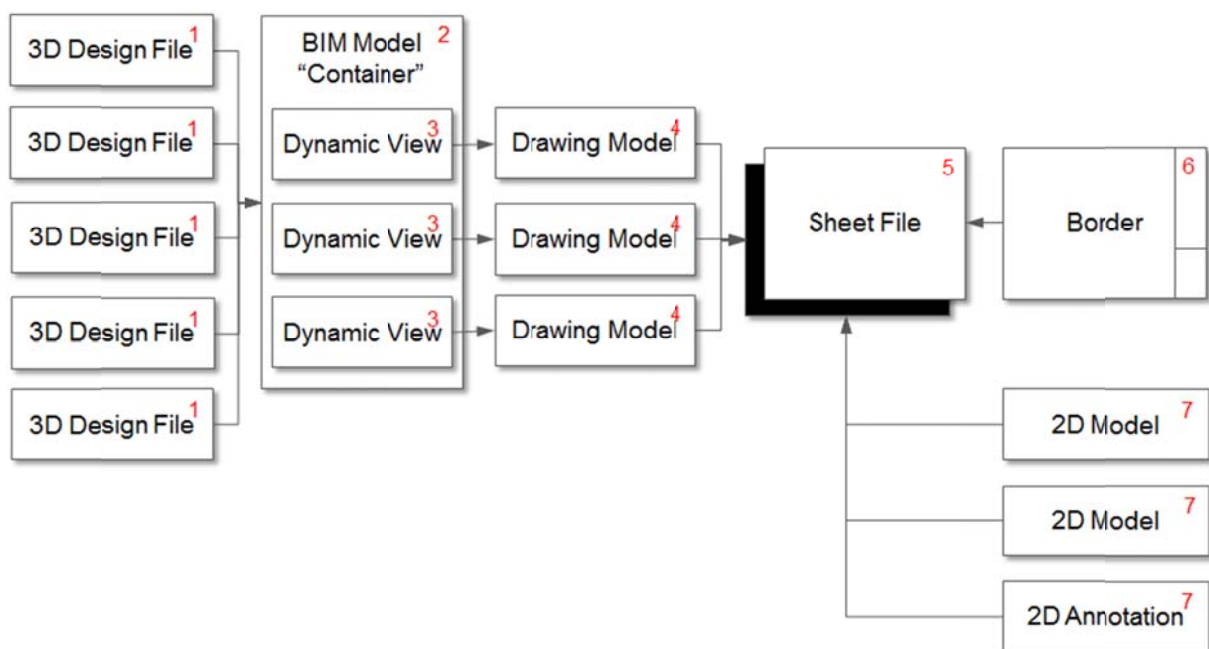 3D Design File 1
3D Design File 1
3D Design File 1
3D Design File 1
3D Design File 1
BIM Model 2
“Container”
Dynamic View 3
Dynamic View 3
Dynamic View 3
Drawing Model 4
Drawing Model 4
Drawing Model 4
Sheet File 5
Border 6
2D Model 7
2D Model 7
2D Annotation 7